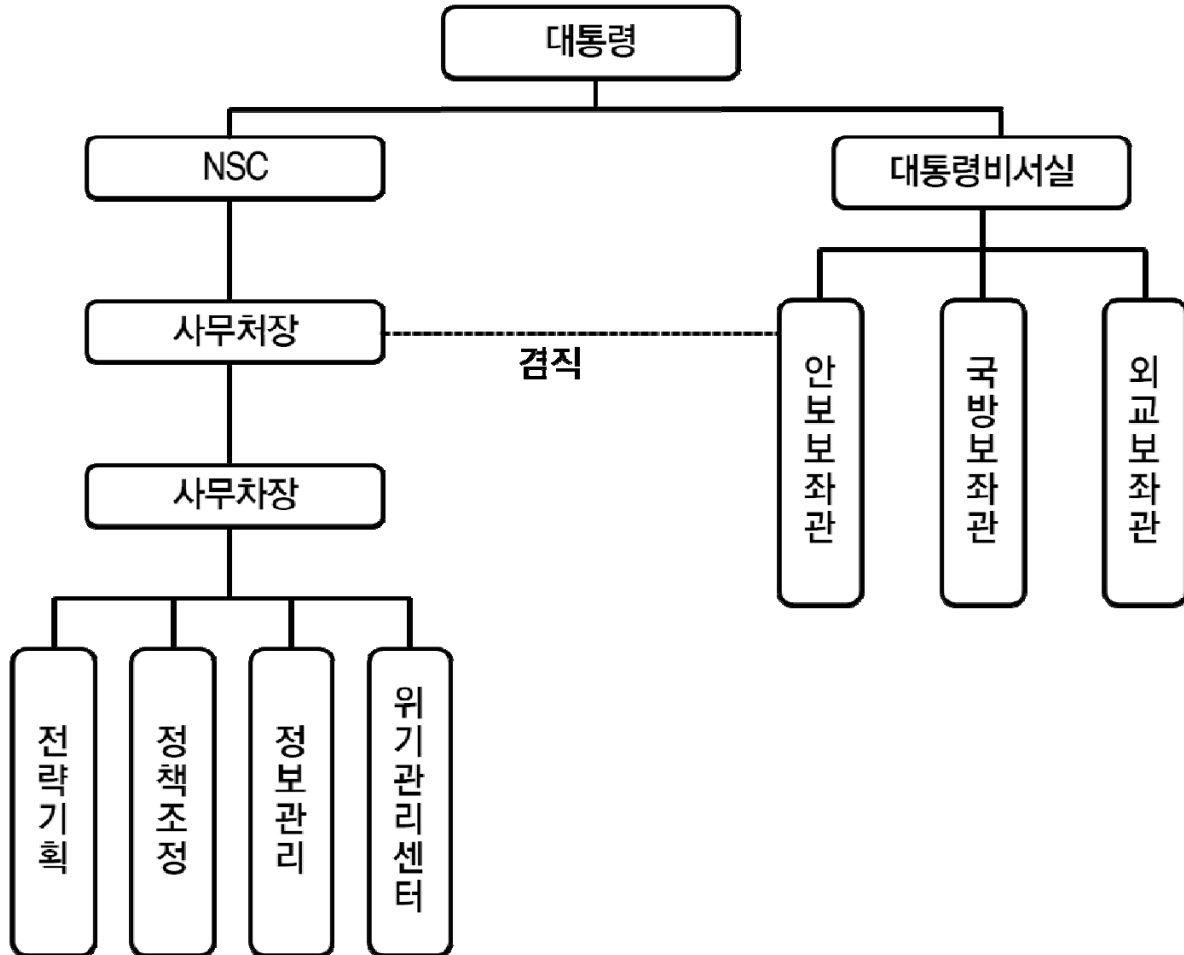 대통령
NSC
대통령비서실
사무처장
겸직
안보보좌관
국방보좌관
외교보좌관
사무차장
전략기획
정책조정
정보관리
위기관리센터